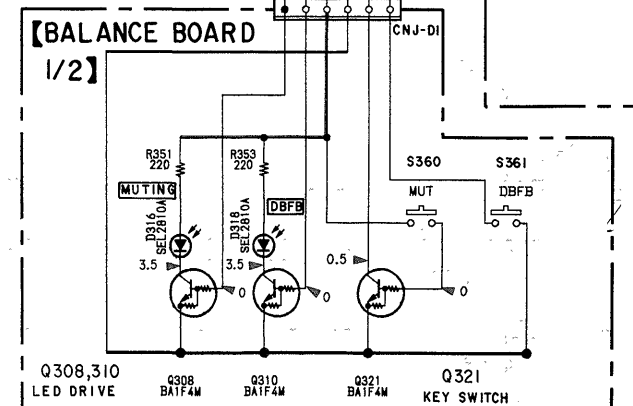 CNJ-D1
【BALANCE BOARD
1/2】
R351
220
R353
220
S360
S361
MUTING
MUT
DBFB
D316
SEL2810A
D318
SEL2810A
DBFB
3.5
3.5
0.5
0
0
0
Q308,310
LED DRIVE
Q308
BA1F4M
Q310
BA1F4M
Q321
BA1F4M
Q321
KEY SWITCH